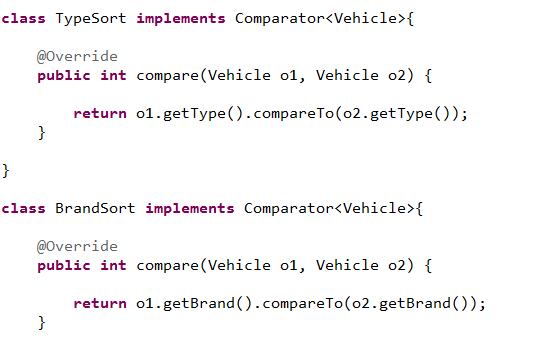 class TypeSort implements Comparator<Vehicle>{
@Override
public int compare(Vehicle o1, Vehicle o2) {
return o1.getType().compareTo(o2.getType());
}
}
class BrandSort implements Comparator<Vehicle>{
@Override
public int compare(Vehicle o1, Vehicle o2) {
return o1.getBrand().compareTo(o2.getBrand());
}